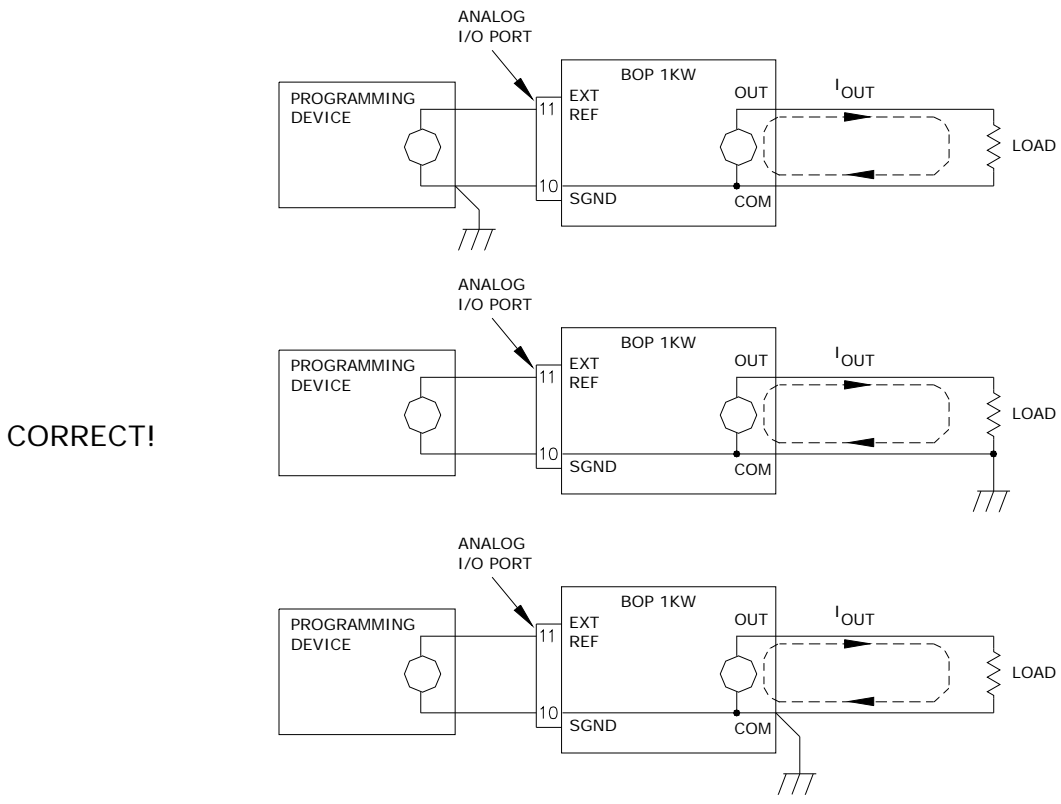 ANALOG
I/O PORT
BOP 1KW
PROGRAMMING
DEVICE
11
EXT
REF
OUT
IOUT
LOAD
10
SGND
COM
ANALOG
I/O PORT
BOP 1KW
PROGRAMMING
DEVICE
11
EXT
REF
OUT
IOUT
LOAD
CORRECT!
10
SGND
COM
ANALOG
I/O PORT
BOP 1KW
PROGRAMMING
DEVICE
11
EXT
REF
OUT
IOUT
LOAD
10
SGND
COM